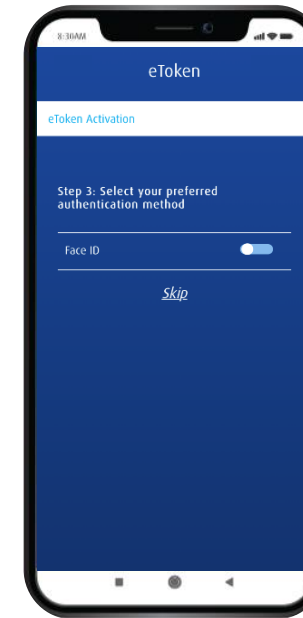 8:30AM
eToken
eToken Activation
Step 3: Select your preferred
authentication method
Face ID
Skip